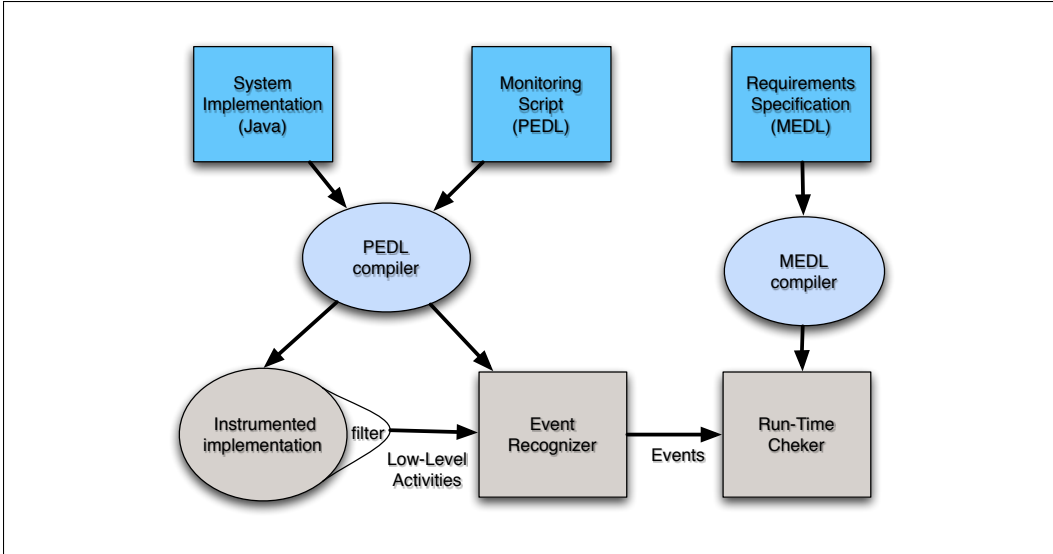 System
Implementation
(Java)
Monitoring
Script
(PEDL)
Requirements
Specification
(MEDL)
PEDL
compiler
MEDL
compiler
Instrumented
implementation
filter
Low-Level
Activities
Event
Recognizer
Events
Run-Time
Cheker